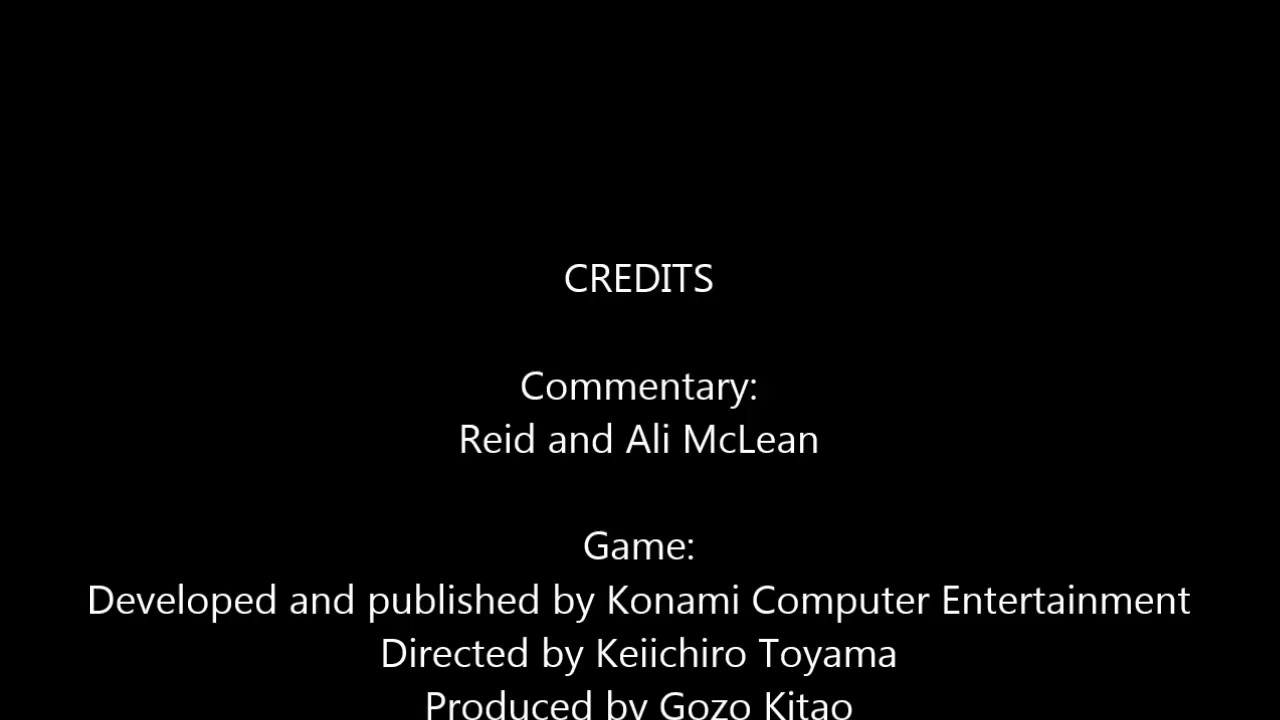 CREDITS
Commentary:
Reid and Ali McLean
Game:
Developed and published by Konami Computer Entertainment
Directed by Keiichiro Toyama
Produced by Gozo Kitao